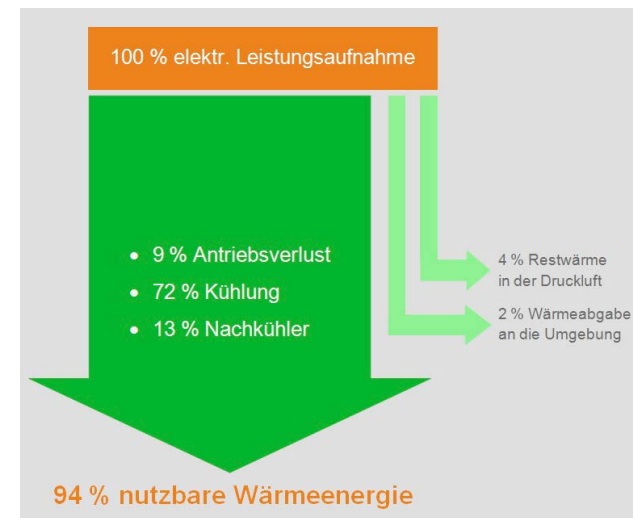 100 % elektr. Leistungsaufnahme
• 9 % Antriebsverlust
• 72 % Kühlung
• 13 % Nachkühler
4 % Restwärme
in der Druckluft
2 % Wärmeabgabe
an die Umgebung
94 % nutzbare Wärmeenergie